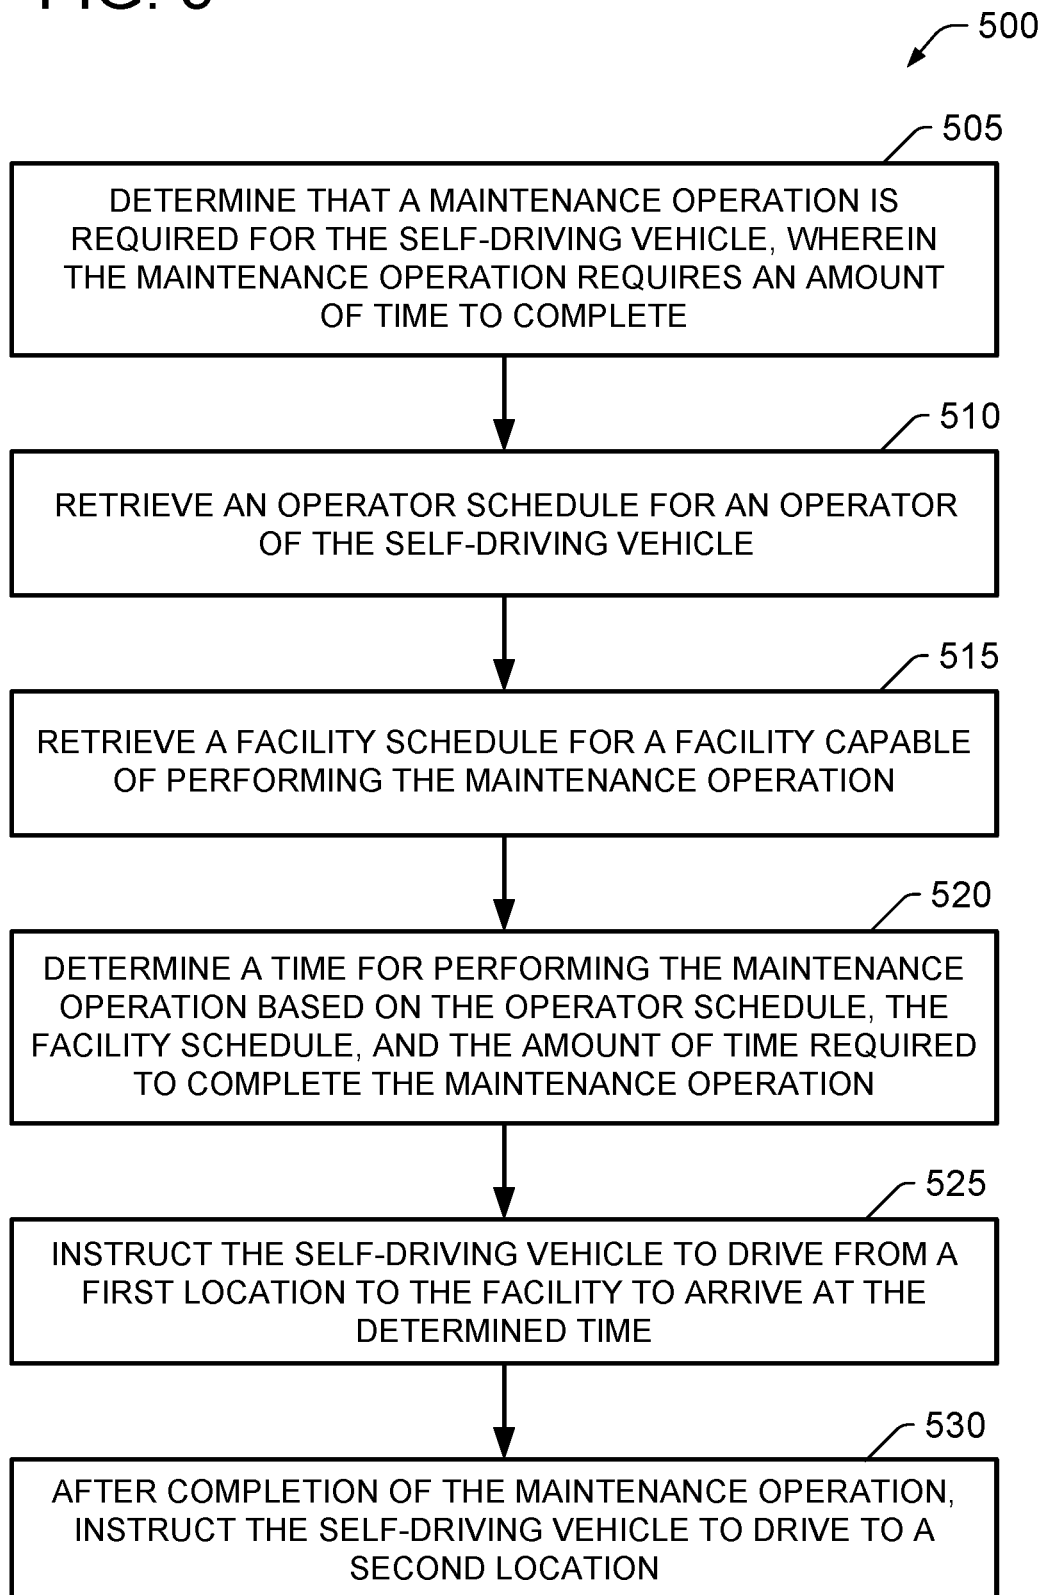 500
505
DETERMINE THAT A MAINTENANCE OPERATION IS
REQUIRED FOR THE SELF-DRIVING VEHICLE, WHEREIN
THE MAINTENANCE OPERATION REQUIRES AN AMOUNT
OF TIME TO COMPLETE
510
RETRIEVE AN OPERATOR SCHEDULE FOR AN OPERATOR
OF THE SELF-DRIVING VEHICLE
515
RETRIEVE A FACILITY SCHEDULE FOR A FACILITY CAPABLE
OF PERFORMING THE MAINTENANCE OPERATION
520
DETERMINE A TIME FOR PERFORMING THE MAINTENANCE
OPERATION BASED ON THE OPERATOR SCHEDULE, THE
FACILITY SCHEDULE, AND THE AMOUNT OF TIME REQUIRED
TO COMPLETE THE MAINTENANCE OPERATION
525
INSTRUCT THE SELF-DRIVING VEHICLE TO DRIVE FROM A
FIRST LOCATION TO THE FACILITY TO ARRIVE AT THE
DETERMINED TIME
530
AFTER COMPLETION OF THE MAINTENANCE OPERATION,
INSTRUCT THE SELF-DRIVING VEHICLE TO DRIVE TO A
SECOND LOCATION